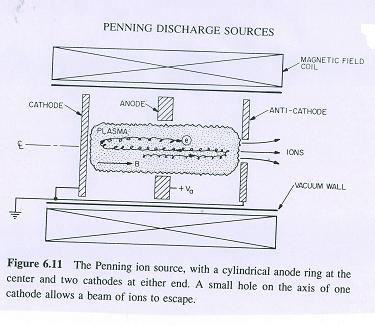 PENNING DISCHARGE SOURCES
MAGNETIC FIELD
COIL
CATHODE
ANODE
ANTI-CATHODE
PLASMA
e
℄
IONS
B
+Va
VACUUM WALL
Figure 6.11 The Penning ion source, with a cylindrical anode ring at the
center and two cathodes at either end. A small hole on the axis of one
cathode allows a beam of ions to escape.